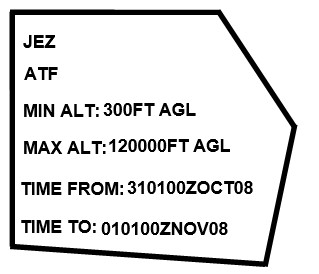 JEZ
ATF
MIN ALT: 300FT AGL
MAX ALT: 120000FT AGL
TIME FROM: 310100ZOCT08
TIME TO: 010100ZNOV08